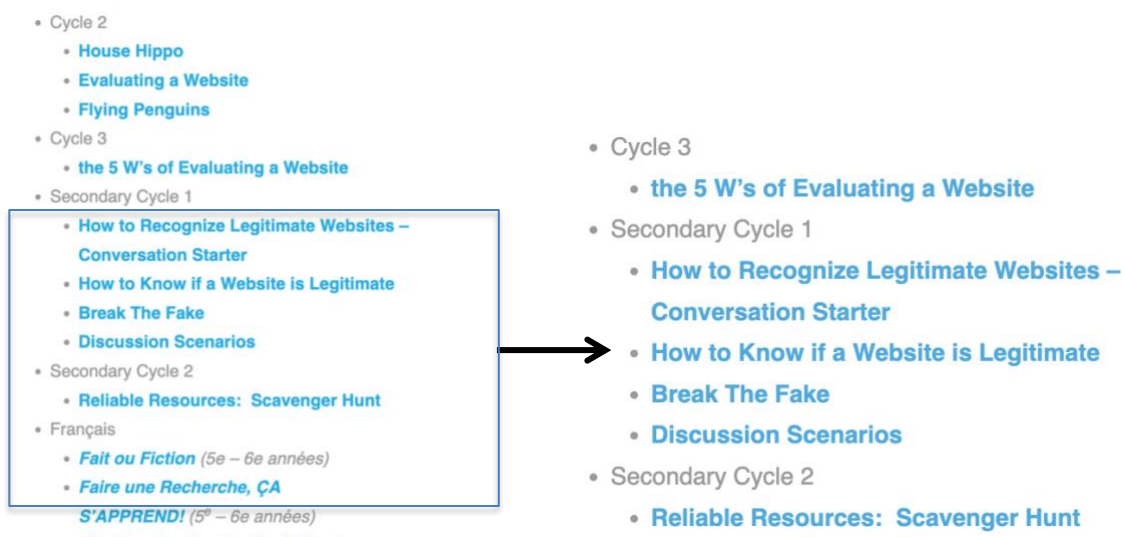 • Cycle 2
• House Hippo
• Evaluating a Website
• Flying Penguins
• Cycle 3
• the 5 W's of Evaluating a Website
• Secondary Cycle 1
• How to Recognize Legitimate Websites –
Conversation Starter
• How to Know if a Website is Legitimate
• Break The Fake
• Discussion Scenarios
• Secondary Cycle 2
• Reliable Resources:  Scavenger Hunt
• Français
• Fait ou Fiction (5e – 6e années)
• Faire une Recherche, ÇA
S'APPREND! (5e – 6e années)
• Cycle 3
• the 5 W's of Evaluating a Website
• Secondary Cycle 1
• How to Recognize Legitimate Websites –
Conversation Starter
• How to Know if a Website is Legitimate
• Break The Fake
• Discussion Scenarios
• Secondary Cycle 2
• Reliable Resources:  Scavenger Hunt